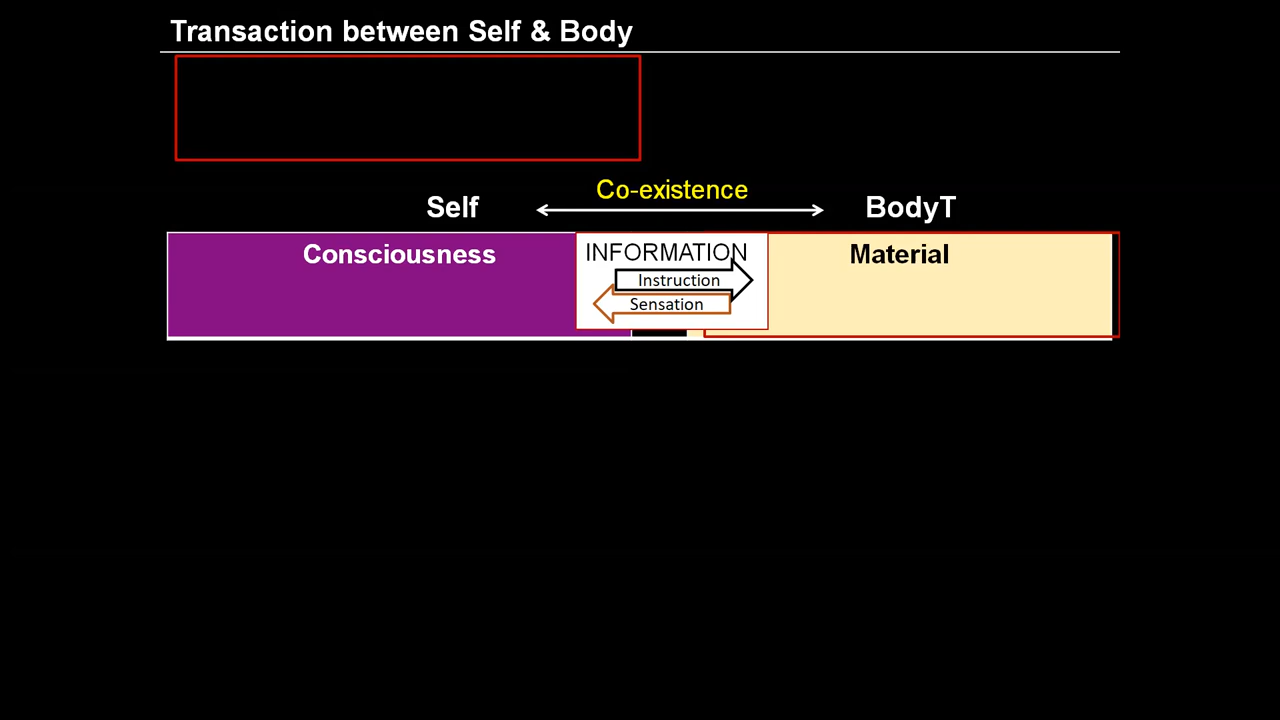 Transaction between Self & Body
Co-existence
Self
BodyT
Consciousness
INFORMATION
Material
Instruction
Sensation